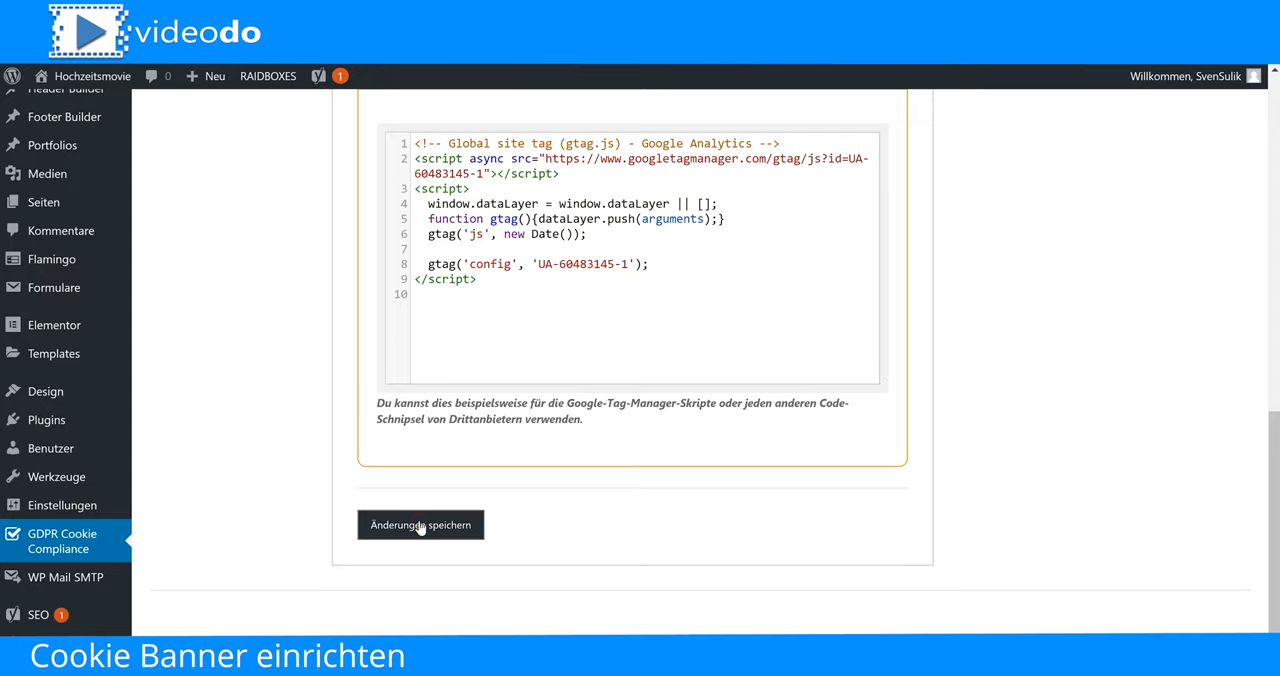 videodo
Hochzeitsmovie 0 Neu RAIDBOXES 1 Willkommen, SvenSulik
Header Builder
Footer Builder
Portfolios
Medien
Seiten
Kommentare
Flamingo
Formulare
Elementor
Templates
Design
Plugins
Benutzer
Werkzeuge
Einstellungen
GDPR Cookie
Compliance
WP Mail SMTP
SEO 1
1 <!-- Global site tag (gtag.js) - Google Analytics -->
2 <script async src="https://www.googletagmanager.com/gtag/js?id=UA-
60483145-1"></script>
3 <script>
4 window.dataLayer = window.dataLayer || [];
5 function gtag(){dataLayer.push(arguments);}
6 gtag('js', new Date());
7
8 gtag('config', 'UA-60483145-1');
9 </script>
10
Du kannst dies beispielsweise für die Google-Tag-Manager-Skripte oder jeden anderen Code-
Schnipsel von Drittanbietern verwenden.
Änderungen speichern
Cookie Banner einrichten